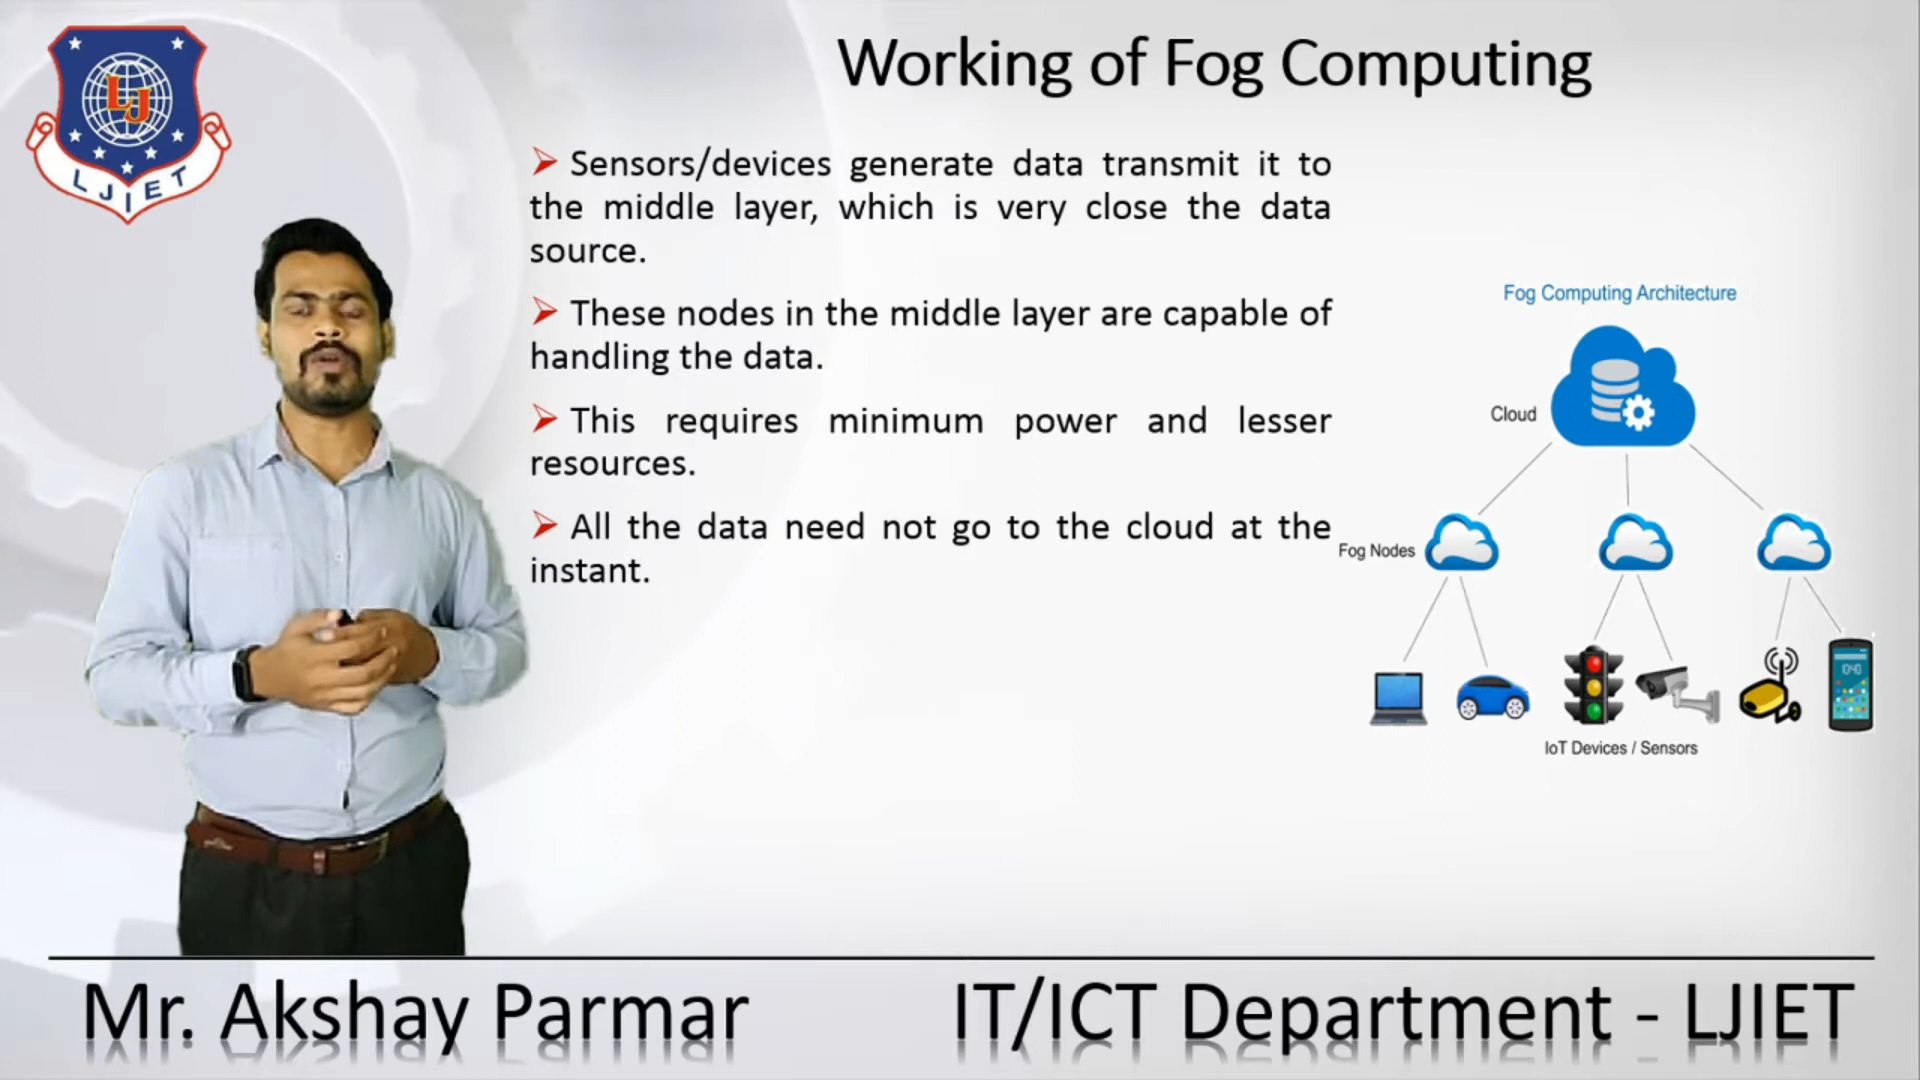 LJ
LJIET
Working of Fog Computing
➢ Sensors/devices generate data transmit it to
the middle layer, which is very close the data
source.
➢ These nodes in the middle layer are capable of
handling the data.
➢ This requires minimum power and lesser
resources.
➢ All the data need not go to the cloud at the
instant.
Fog Computing Architecture
Cloud
Fog Nodes
10:40
IoT Devices / Sensors
Mr. Akshay Parmar
IT/ICT Department - LJIET